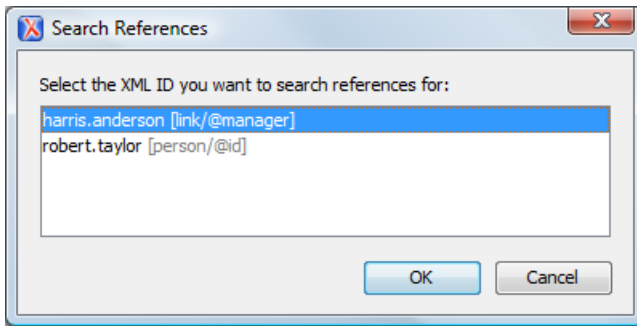 Search References
Select the XML ID you want to search references for:
harris.anderson [link/@manager]
robert.taylor [person/@id]
OK
Cancel